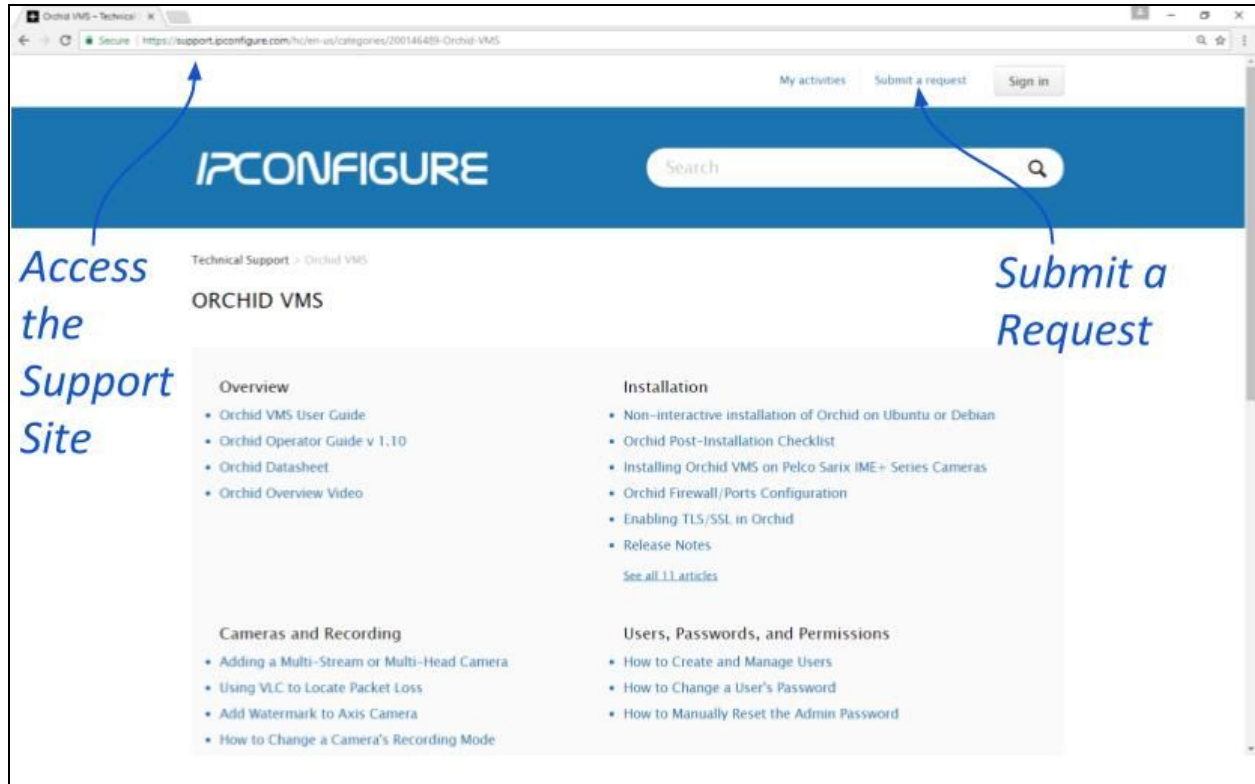 Orchid VMS – Technical
Secure https://support.ipconfigure.com/hc/en-us/categories/200146489-Orchid-VMS
My activities Submit a request Sign in
IPCONFIGURE
Search
Access
the
Support
Site
Submit a
Request
Technical Support > Orchid VMS
ORCHID VMS
Overview
• Orchid VMS User Guide
• Orchid Operator Guide v 1.10
• Orchid Datasheet
• Orchid Overview Video
Installation
• Non-interactive installation of Orchid on Ubuntu or Debian
• Orchid Post-Installation Checklist
• Installing Orchid VMS on Pelco Sarix IME+ Series Cameras
• Orchid Firewall/Ports Configuration
• Enabling TLS/SSL in Orchid
• Release Notes
See all 11 articles
Cameras and Recording
• Adding a Multi-Stream or Multi-Head Camera
• Using VLC to Locate Packet Loss
• Add Watermark to Axis Camera
• How to Change a Camera's Recording Mode
Users, Passwords, and Permissions
• How to Create and Manage Users
• How to Change a User's Password
• How to Manually Reset the Admin Password